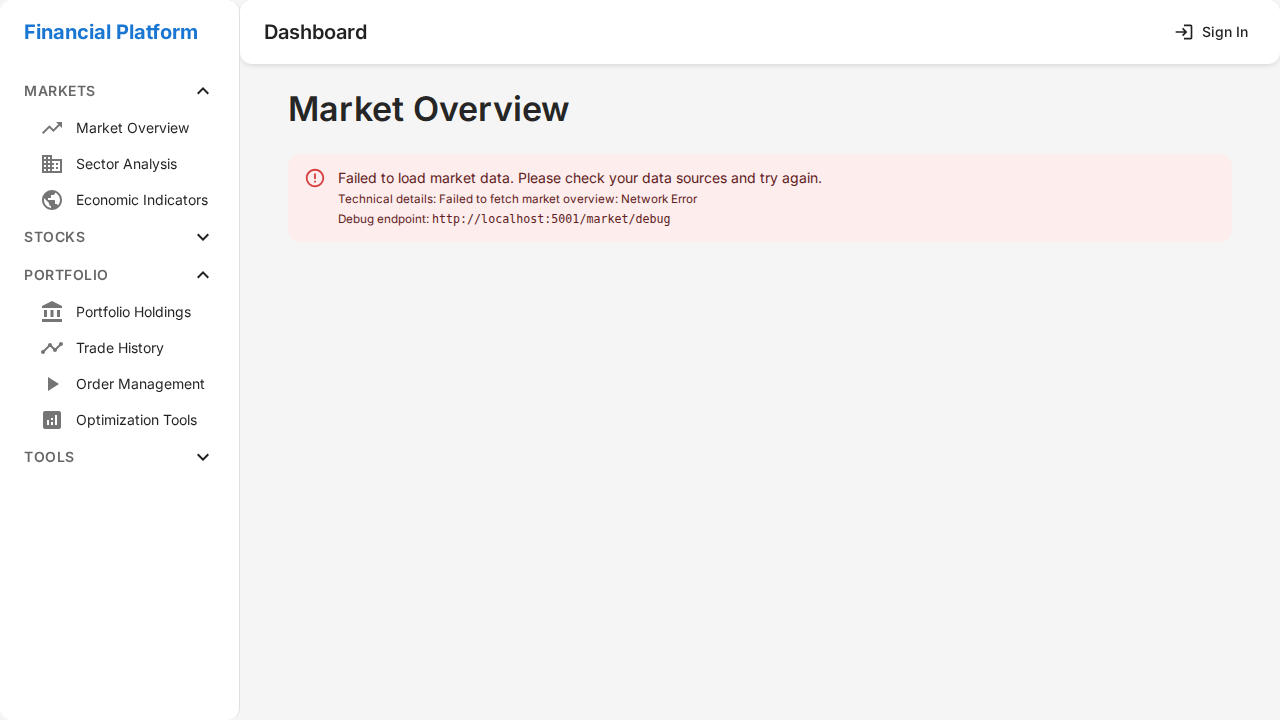 Financial Platform
MARKETS
Market Overview
Sector Analysis
Economic Indicators
STOCKS
PORTFOLIO
Portfolio Holdings
Trade History
Order Management
Optimization Tools
TOOLS
Dashboard
Sign In
Market Overview
Failed to load market data. Please check your data sources and try again.
Technical details: Failed to fetch market overview: Network Error
Debug endpoint: http://localhost:5001/market/debug